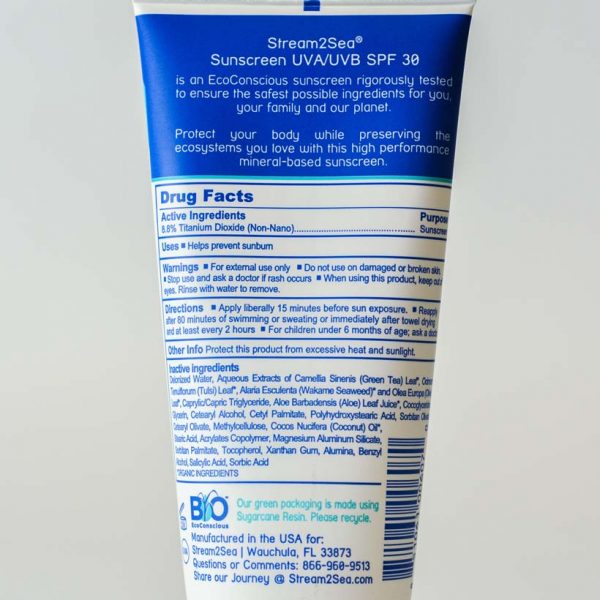 Stream2Sea®
Sunscreen UVA/UVB SPF 30
is an EcoConscious sunscreen rigorously tested
to ensure the safest possible ingredients for you,
your family and our planet.
Protect your body while preserving the
ecosystems you love with this high performance
mineral-based sunscreen.
Drug Facts
Active Ingredients Purpose
8.8% Titanium Dioxide (Non-Nano)........................................ Sunscreen
Uses ■ Helps prevent sunburn
Warnings ■ For external use only ■ Do not use on damaged or broken skin.
■ Stop use and ask a doctor if rash occurs ■ When using this product, keep out of
eyes. Rinse with water to remove.
Directions ■ Apply liberally 15 minutes before sun exposure. ■ Reapply
after 80 minutes of swimming or sweating or immediately after towel drying
and at least every 2 hours ■ For children under 6 months of age; ask a
Other Info Protect this product from excessive heat and sunlight.
Inactive ingredients
Deionized Water, Aqueous Extracts of Camellia Sinenis (Green Tea) Leaf*,
(Tulsi) Leaf*, Alaria Esculenta (Wakame Seaweed)* and Olea Europa
Leaf*, Caprylic/Capric Triglyceride, Aloe Barbadensis (Aloe) Leaf Juice*,
Glycerin, Cetearyl Alcohol, Cetyl Palmitate, Polyhydroxystearic Acid, Sorbitan
Cetearyl Olivate, Methylcellulose, Cocos Nucifera (Coconut) Oil*,
Stearic Acid, Acrylates Copolymer, Magnesium Aluminum Silicate,
Sorbitan Palmitate, Tocopherol, Xanthan Gum, Alumina, Benzyl
Alcohol, Salicylic Acid, Sorbic Acid
*ORGANIC INGREDIENTS
BIO™
EcoConscious
Our green packaging is made using
Sugarcane Resin. Please recycle.
Manufactured in the USA for:
Stream2Sea | Wauchula, FL 33873
Questions or Comments: 866-960-9513
Share our Journey @ Stream2Sea.com